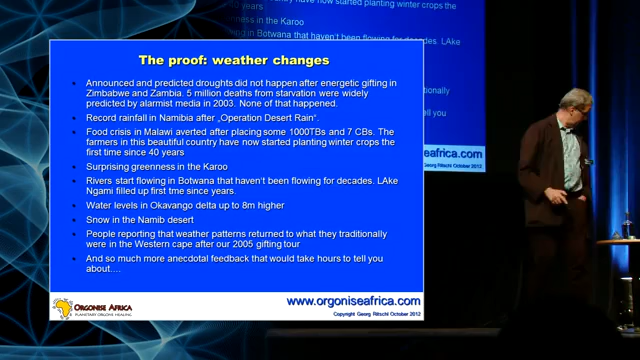 The proof: weather changes
• Announced and predicted droughts did not happen after energetic gifting in
Zimbabwe and Zambia. 5 million deaths from starvation were widely
predicted by alarmist media in 2003. None of that happened.
• Record rainfall in Namibia after „Operation Desert Rain“.
• Food crisis in Malawi averted after placing some 1000TBs and 7 CBs. The
farmers in this beautiful country have now started planting winter crops the
first time since 40 years
• Surprising greenness in the Karoo
• Rivers start flowing in Botswana that haven't been flowing for decades. LAke
Ngami filled up first tme since years.
• Water levels in Okavango delta up to 8m higher
• Snow in the Namib desert
• People reporting that weather patterns returned to what they traditionally
were in the Western cape after our 2005 gifting tour
• And so much more anecdotal feedback that would take hours to tell you
about....
ORGONISE AFRICA
PLANETARY ORGONE HEALING
www.orgoniseafrica.com
Copyright Georg Ritschl October 2012
have now started planting winter crops the
40 years
in the Karoo
in Botswana that haven't been flowing for decades. LAke
you
seafrica.com
Georg Ritschl October 2012